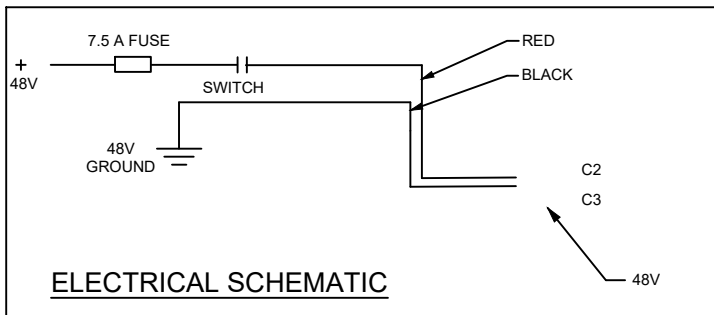 7.5 A FUSE
RED
+
48V
SWITCH
BLACK
48V
GROUND
C2
C3
48V
ELECTRICAL SCHEMATIC